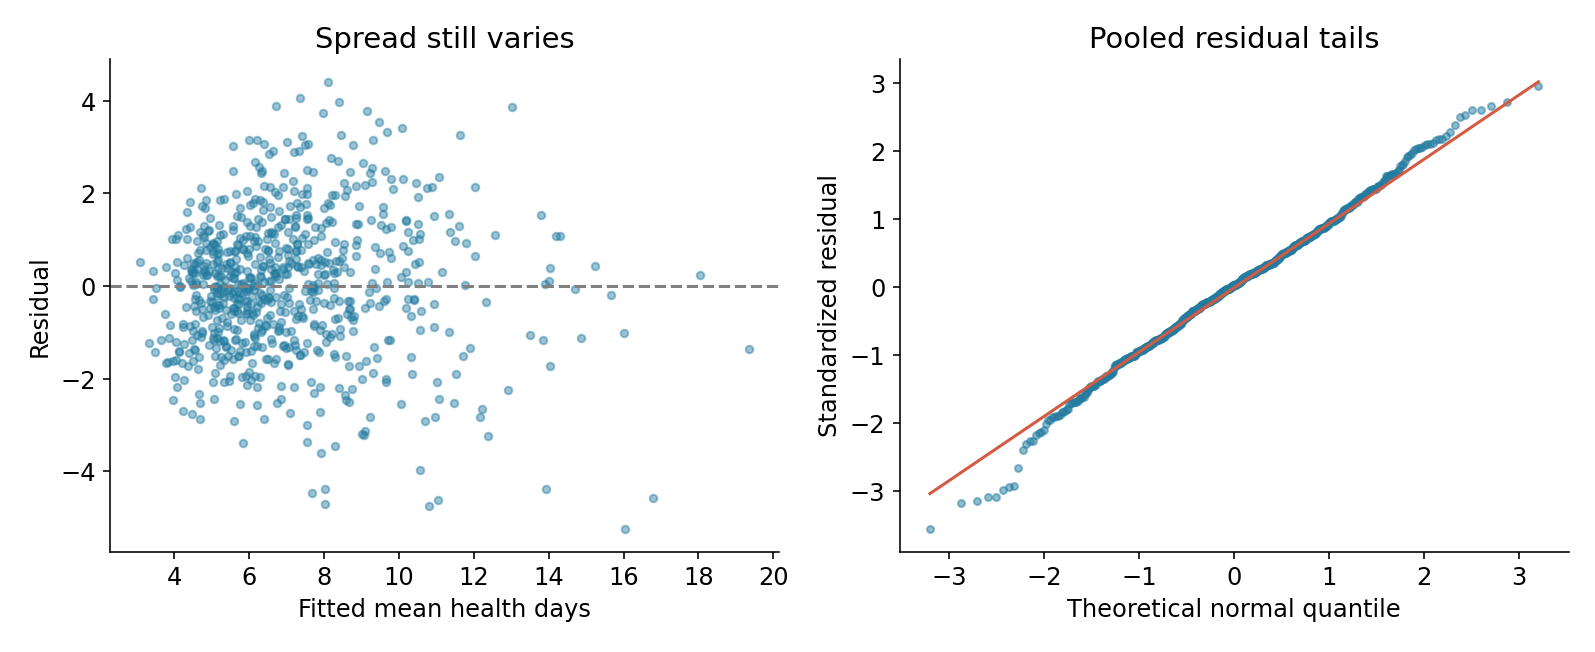 Spread still varies
Residual
4
2
0
−2
−4
4 6 8 10 12 14 16 18 20
Fitted mean health days
Pooled residual tails
Standardized residual
3
2
1
0
−1
−2
−3
−3 −2 −1 0 1 2 3
Theoretical normal quantile